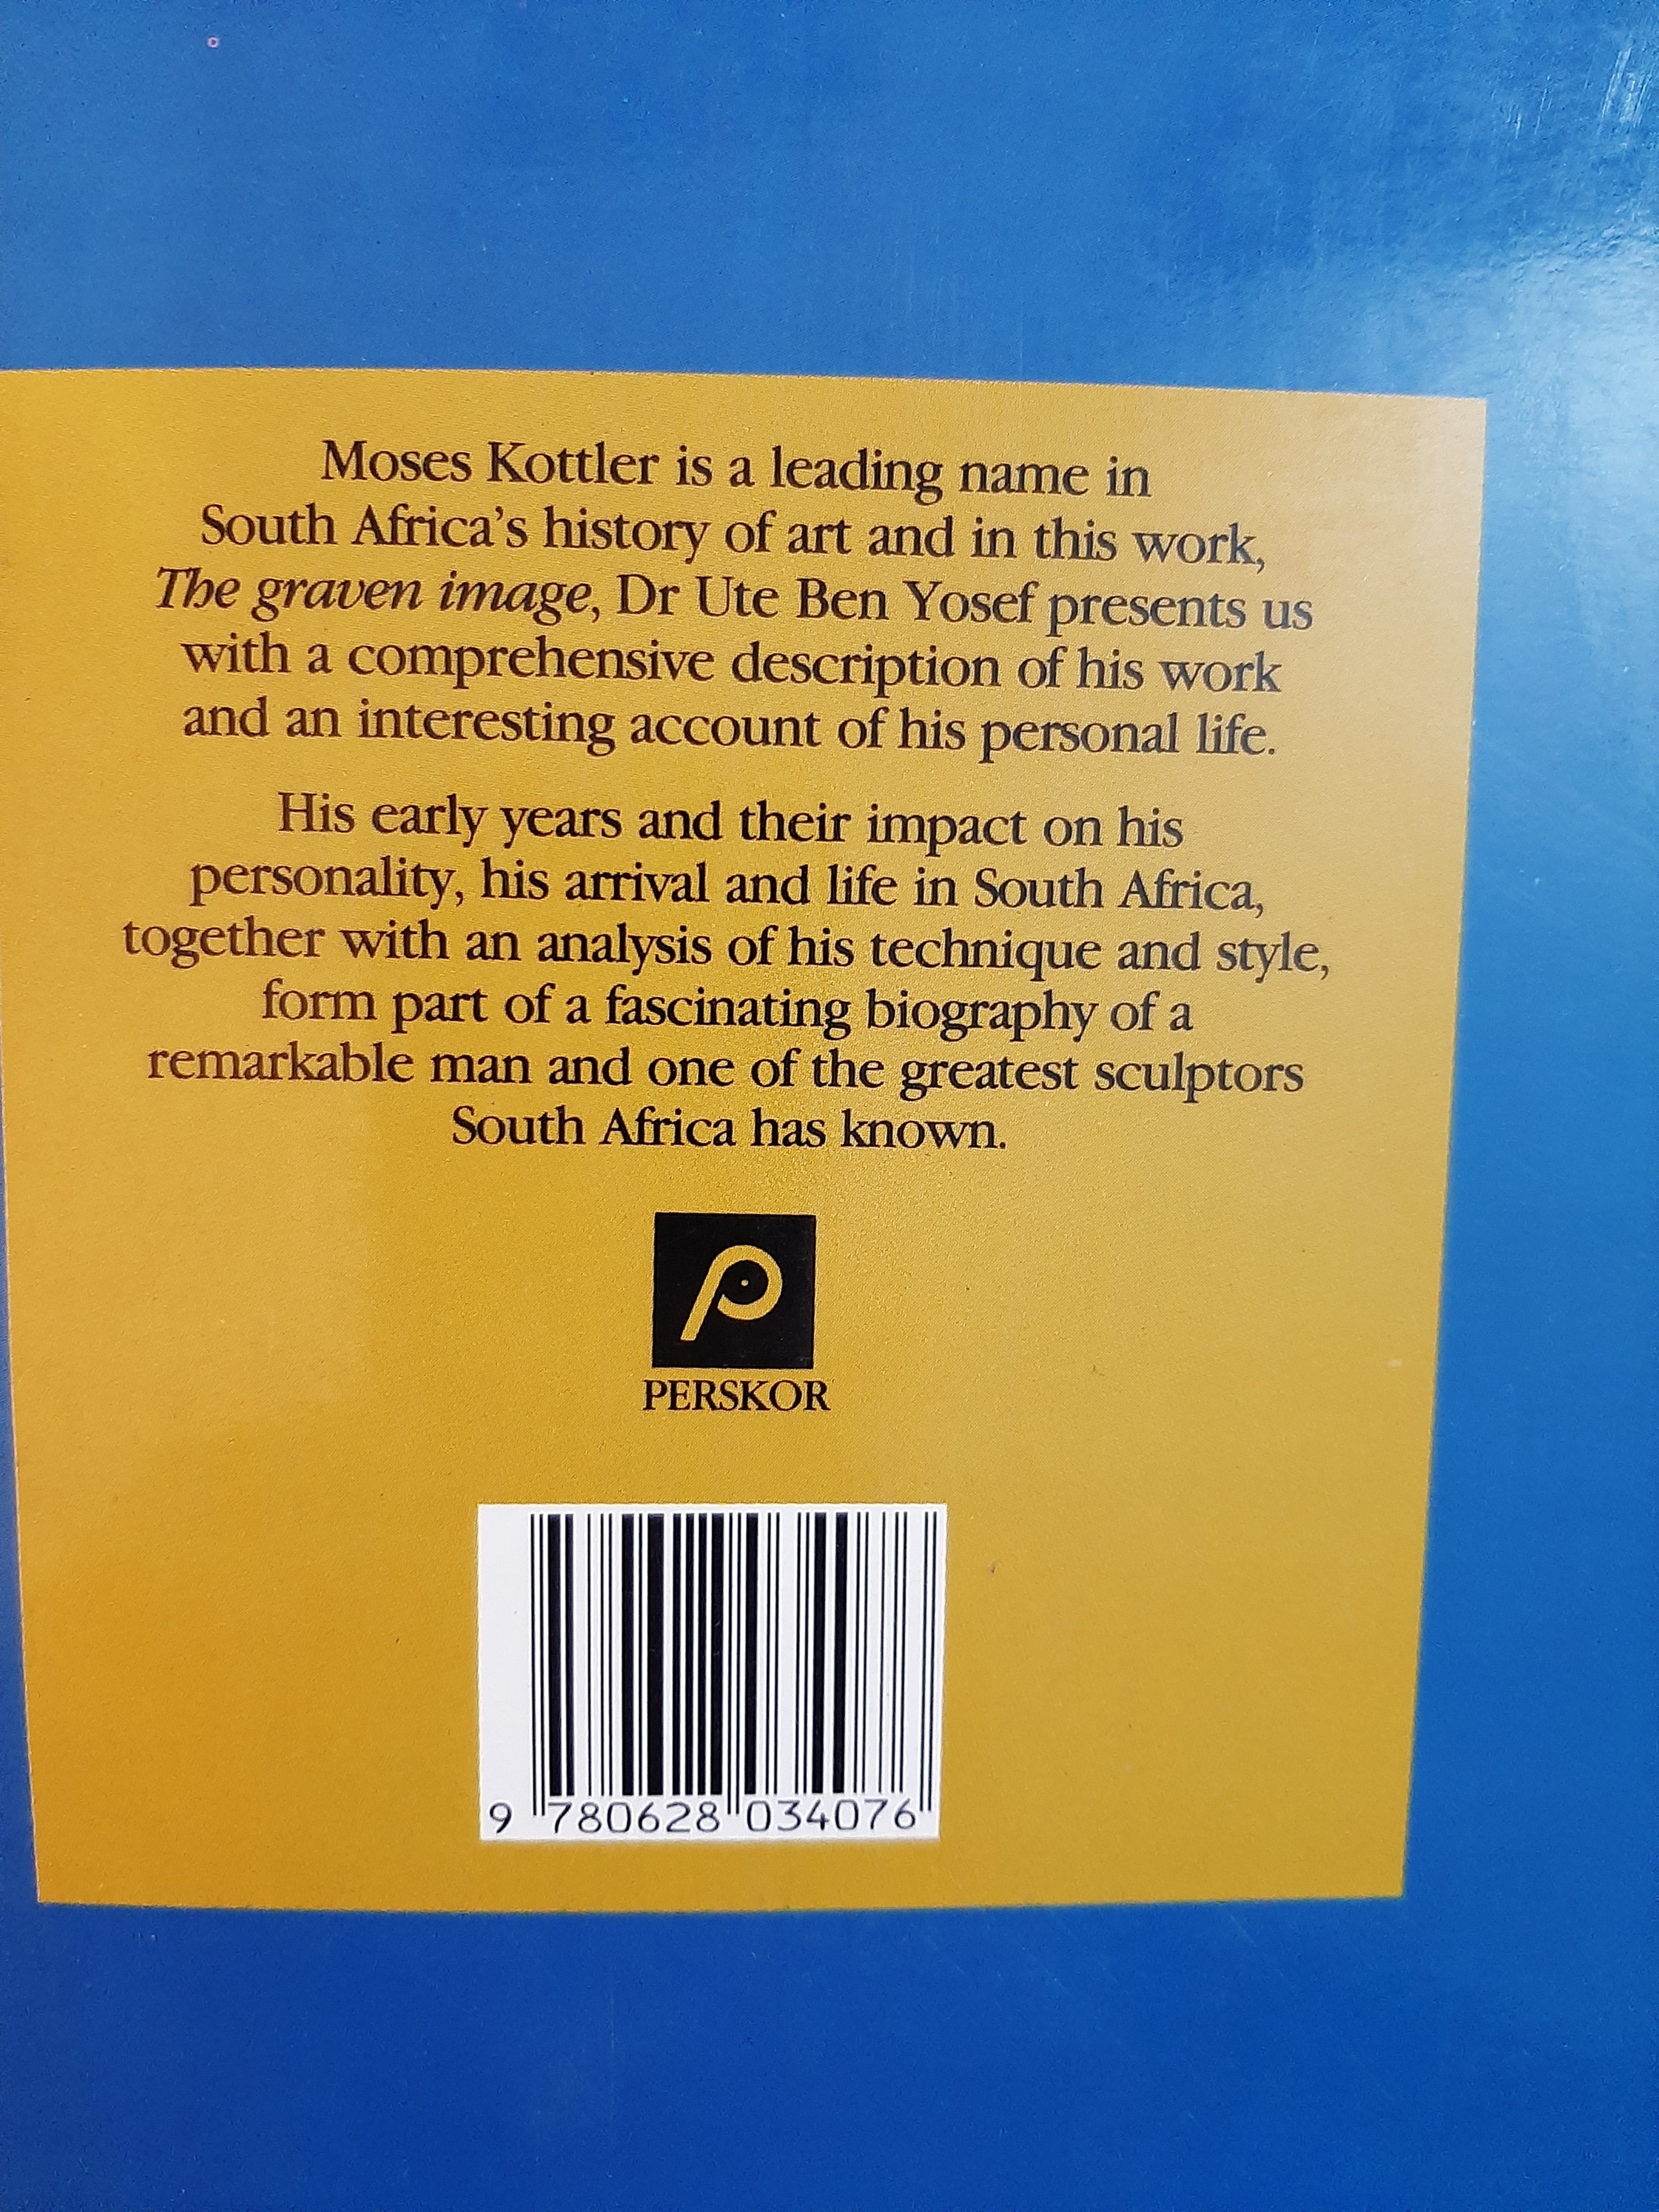 Moses Kottler is a leading name in
South Africa's history of art and in this work,
The graven image, Dr Ute Ben Yosef presents us
with a comprehensive description of his work
and an interesting account of his personal life.
His early years and their impact on his
personality, his arrival and life in South Africa,
together with an analysis of his technique and style,
form part of a fascinating biography of a
remarkable man and one of the greatest sculptors
South Africa has known.
PERSKOR
9 780628 034076